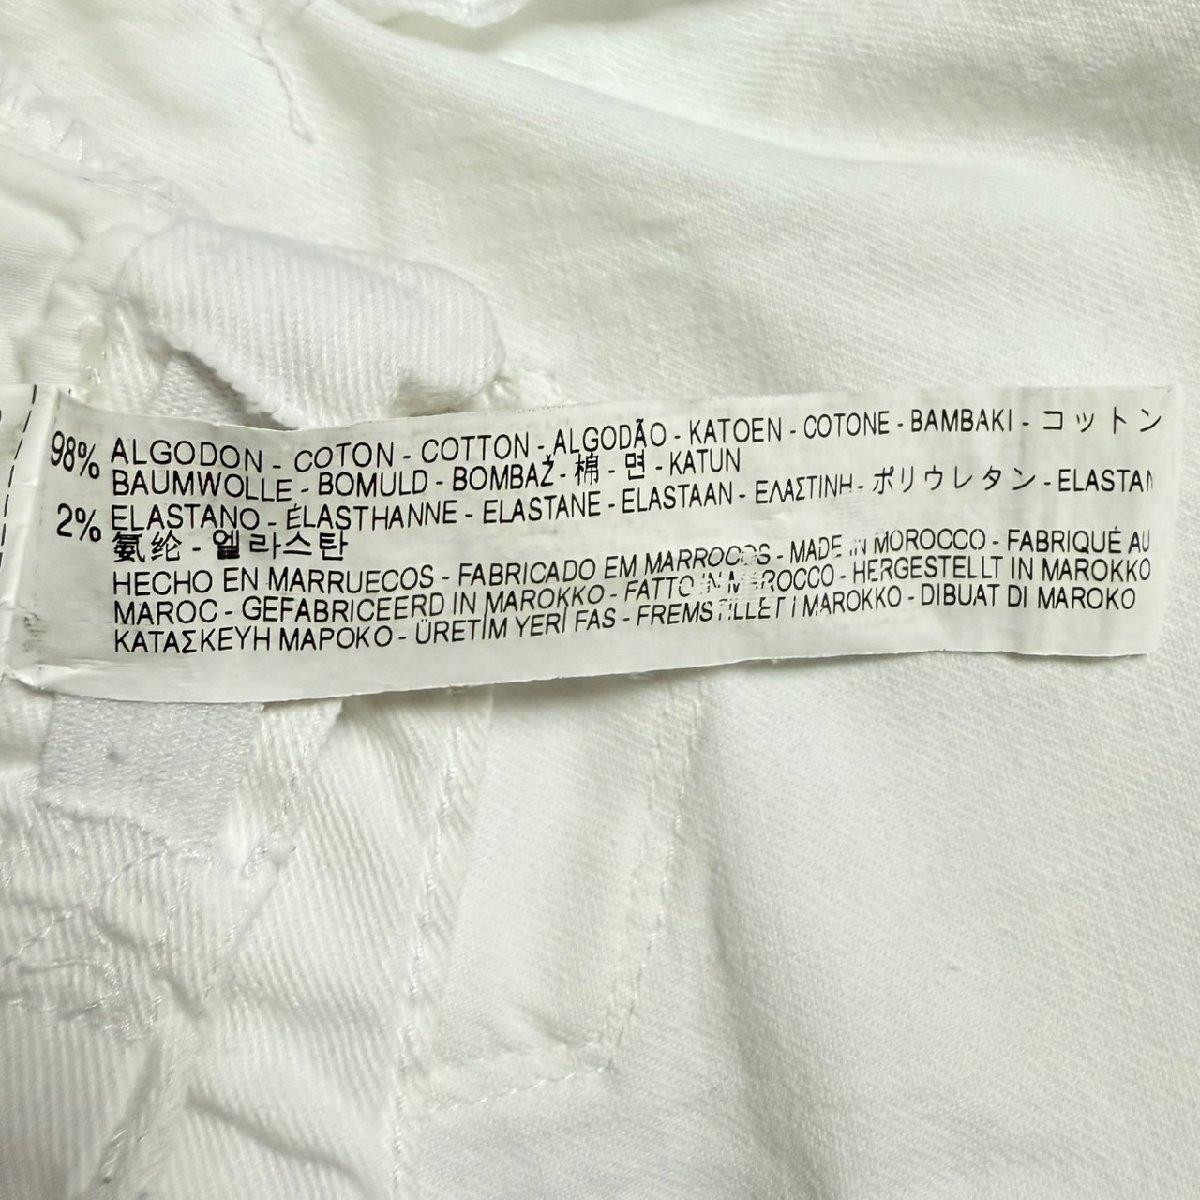 98% ALGODON - COTON - COTTON - ALGODÃO - KATOEN - COTONE - BAMBAKI - コットン
BAUMWOLLE - BOMULD - BOMBAŽ - 棉 - 면 - KATUN
2% ELASTANO - ÉLASTHANNE - ELASTANE - ELASTAAN - ΕΛΑΣΤΙΝΗ - ポリウレタン - ELASTAN
氨纶 - 엘라스탄
HECHO EN MARRUECOS - FABRICADO EM MARROCOS - MADE IN MOROCCO - FABRIQUÉ AU
MAROC - GEFABRICEERD IN MAROKKO - FATTO IN MAROCCO - HERGESTELLT IN MAROKKO
ΚΑΤΑΣΚΕΥΗ ΜΑΡΟΚΟ - ÜRETİM YERİ FAS - FREMSTILLET I MAROKKO - DIBUAT DI MAROKO